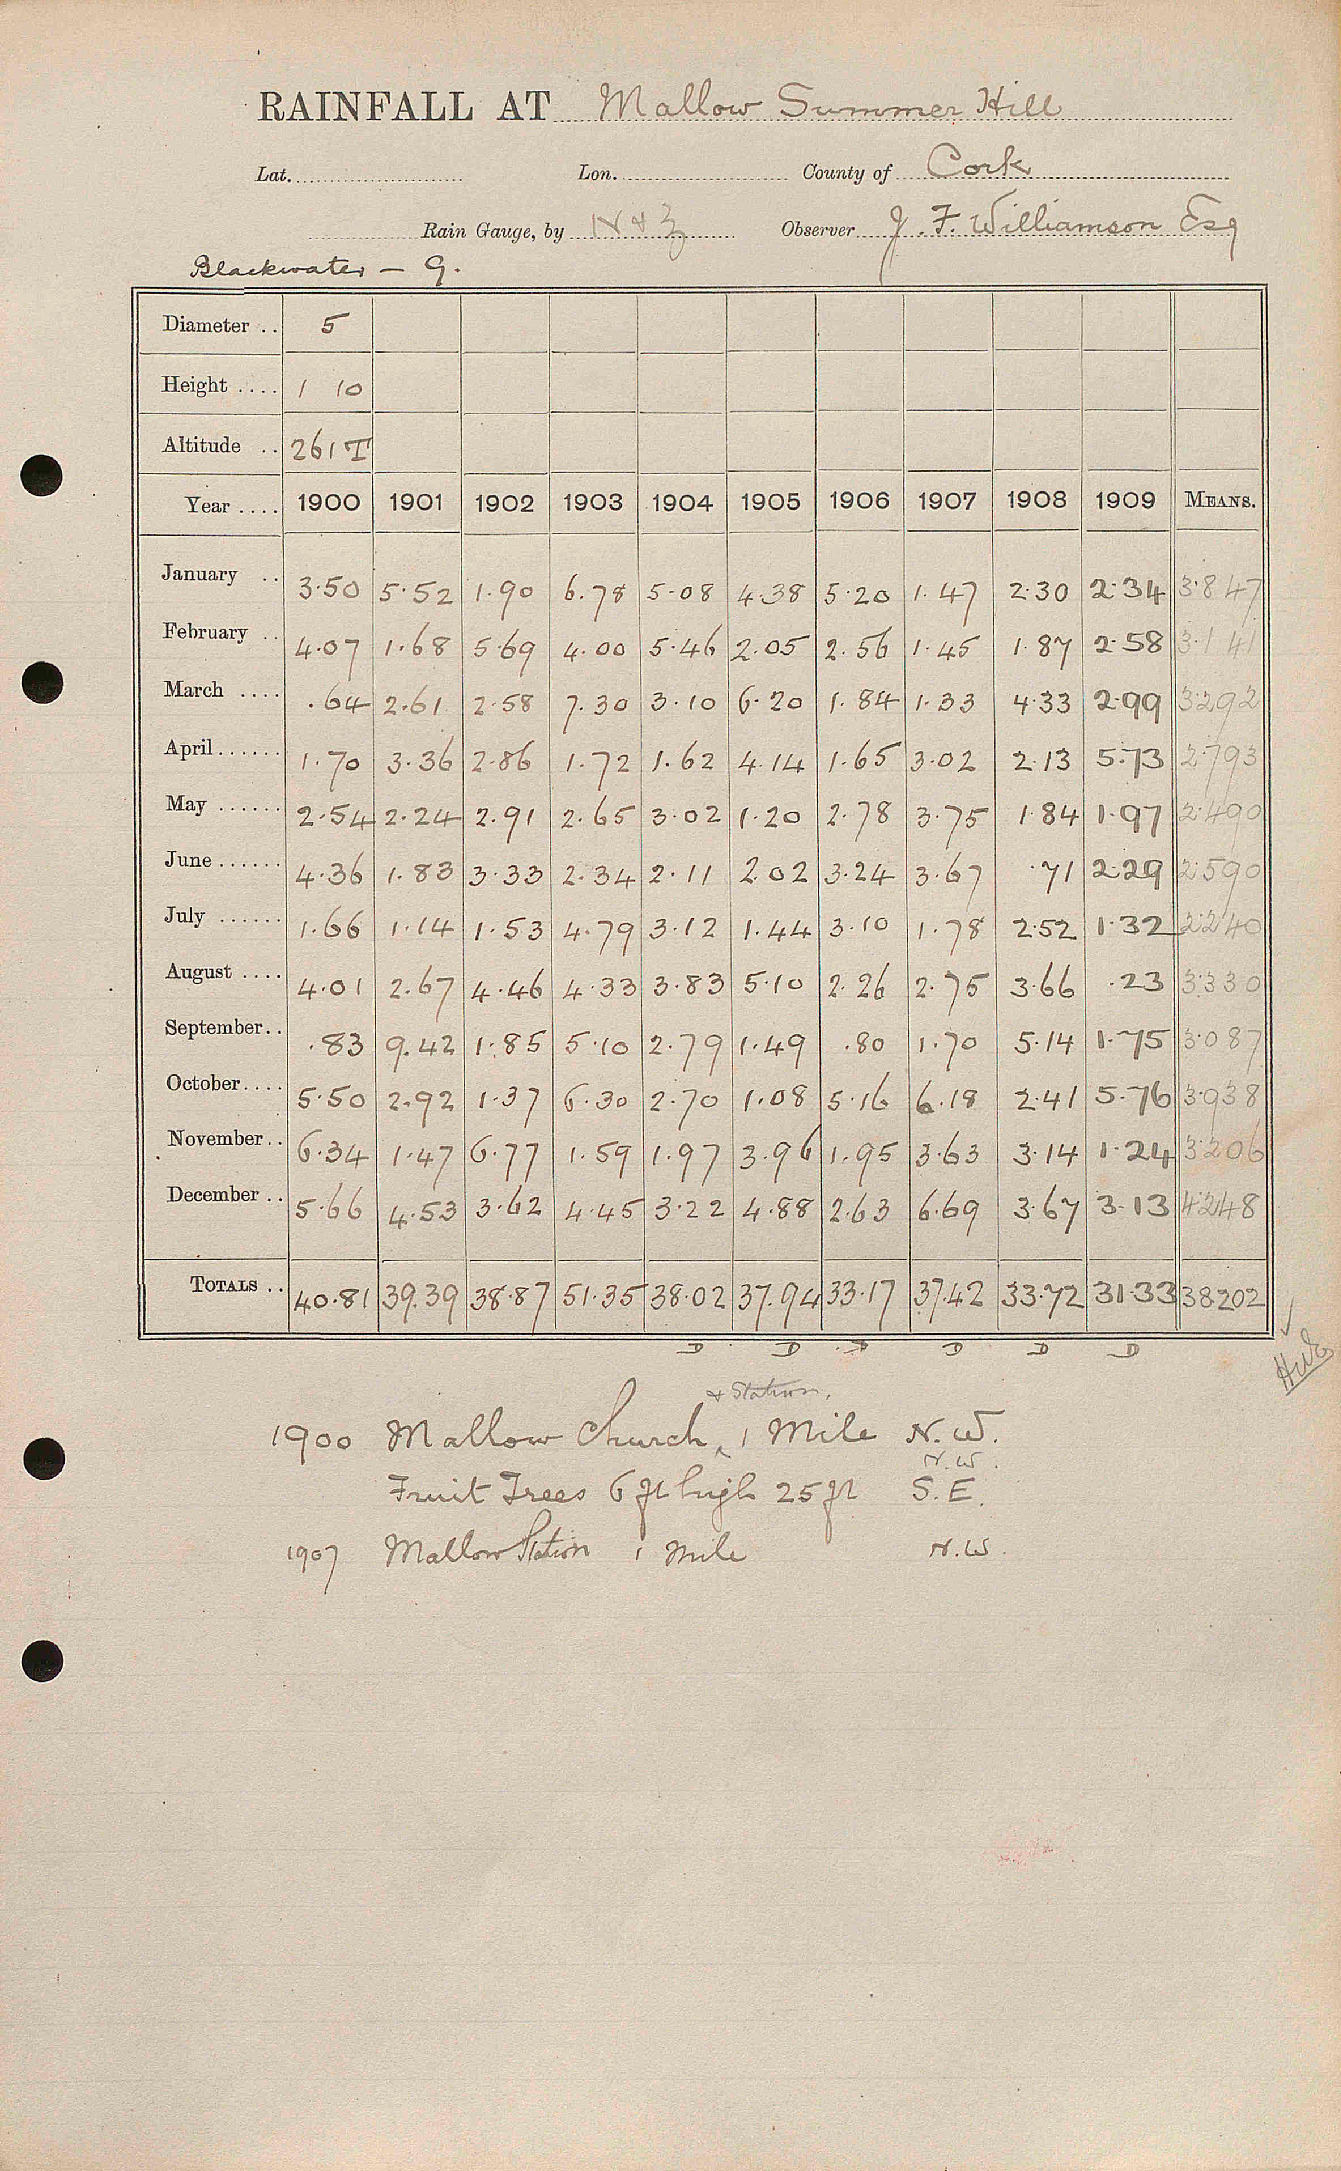 RAINFALL AT Mallow Summer Hill
Lat. Lon. County of Cork
Rain Gauge, by N & Z Observer J. F. Williamson Esq
Blackwater — G.
Diameter .. 5
Height .... 1 10
Altitude .. 261 T
Year .... 1900 1901 1902 1903 1904 1905 1906 1907 1908 1909 MEANS.
January .. 3.50 5.52 1.90 6.78 5.08 4.38 5.20 1.47 2.30 2.34 3.847
February .. 4.07 1.68 5.69 4.00 5.46 2.05 2.56 1.45 1.87 2.58 3.141
March .... .64 2.61 2.58 7.30 3.10 6.20 1.84 1.33 4.33 2.99 3.292
April ...... 1.70 3.36 2.86 1.72 1.62 4.14 1.65 3.02 2.13 5.73 2.793
May ...... 2.54 2.24 2.91 2.65 3.02 1.20 2.78 3.75 1.84 1.97 2.490
June ...... 4.36 1.83 3.33 2.34 2.11 2.02 3.24 3.67 .71 2.29 2.590
July ...... 1.66 1.14 1.53 4.79 3.12 1.44 3.10 1.78 2.52 1.32 2.240
August .... 4.01 2.67 4.46 4.33 3.83 5.10 2.26 2.75 3.66 .23 3.330
September .. .83 9.42 1.85 5.10 2.79 1.49 .80 1.70 5.14 1.75 3.087
October .... 5.50 2.92 1.37 6.30 2.70 1.08 5.16 6.18 2.41 5.76 3.938
November .. 6.34 1.47 6.77 1.59 1.97 3.96 1.95 3.63 3.14 1.24 3.206
December .. 5.66 4.53 3.62 4.45 3.22 4.88 2.63 6.69 3.67 3.13 4.248
TOTALS .. 40.81 39.39 38.87 51.35 38.02 37.94 33.17 37.42 33.72 31.33 38.202
D D D D D D
& Station.
1900 Mallow Church 1 Mile N.W.
N.W.
Fruit Trees 6 ft high 25 ft S.E.
1907 Mallow Station 1 mile N.W.